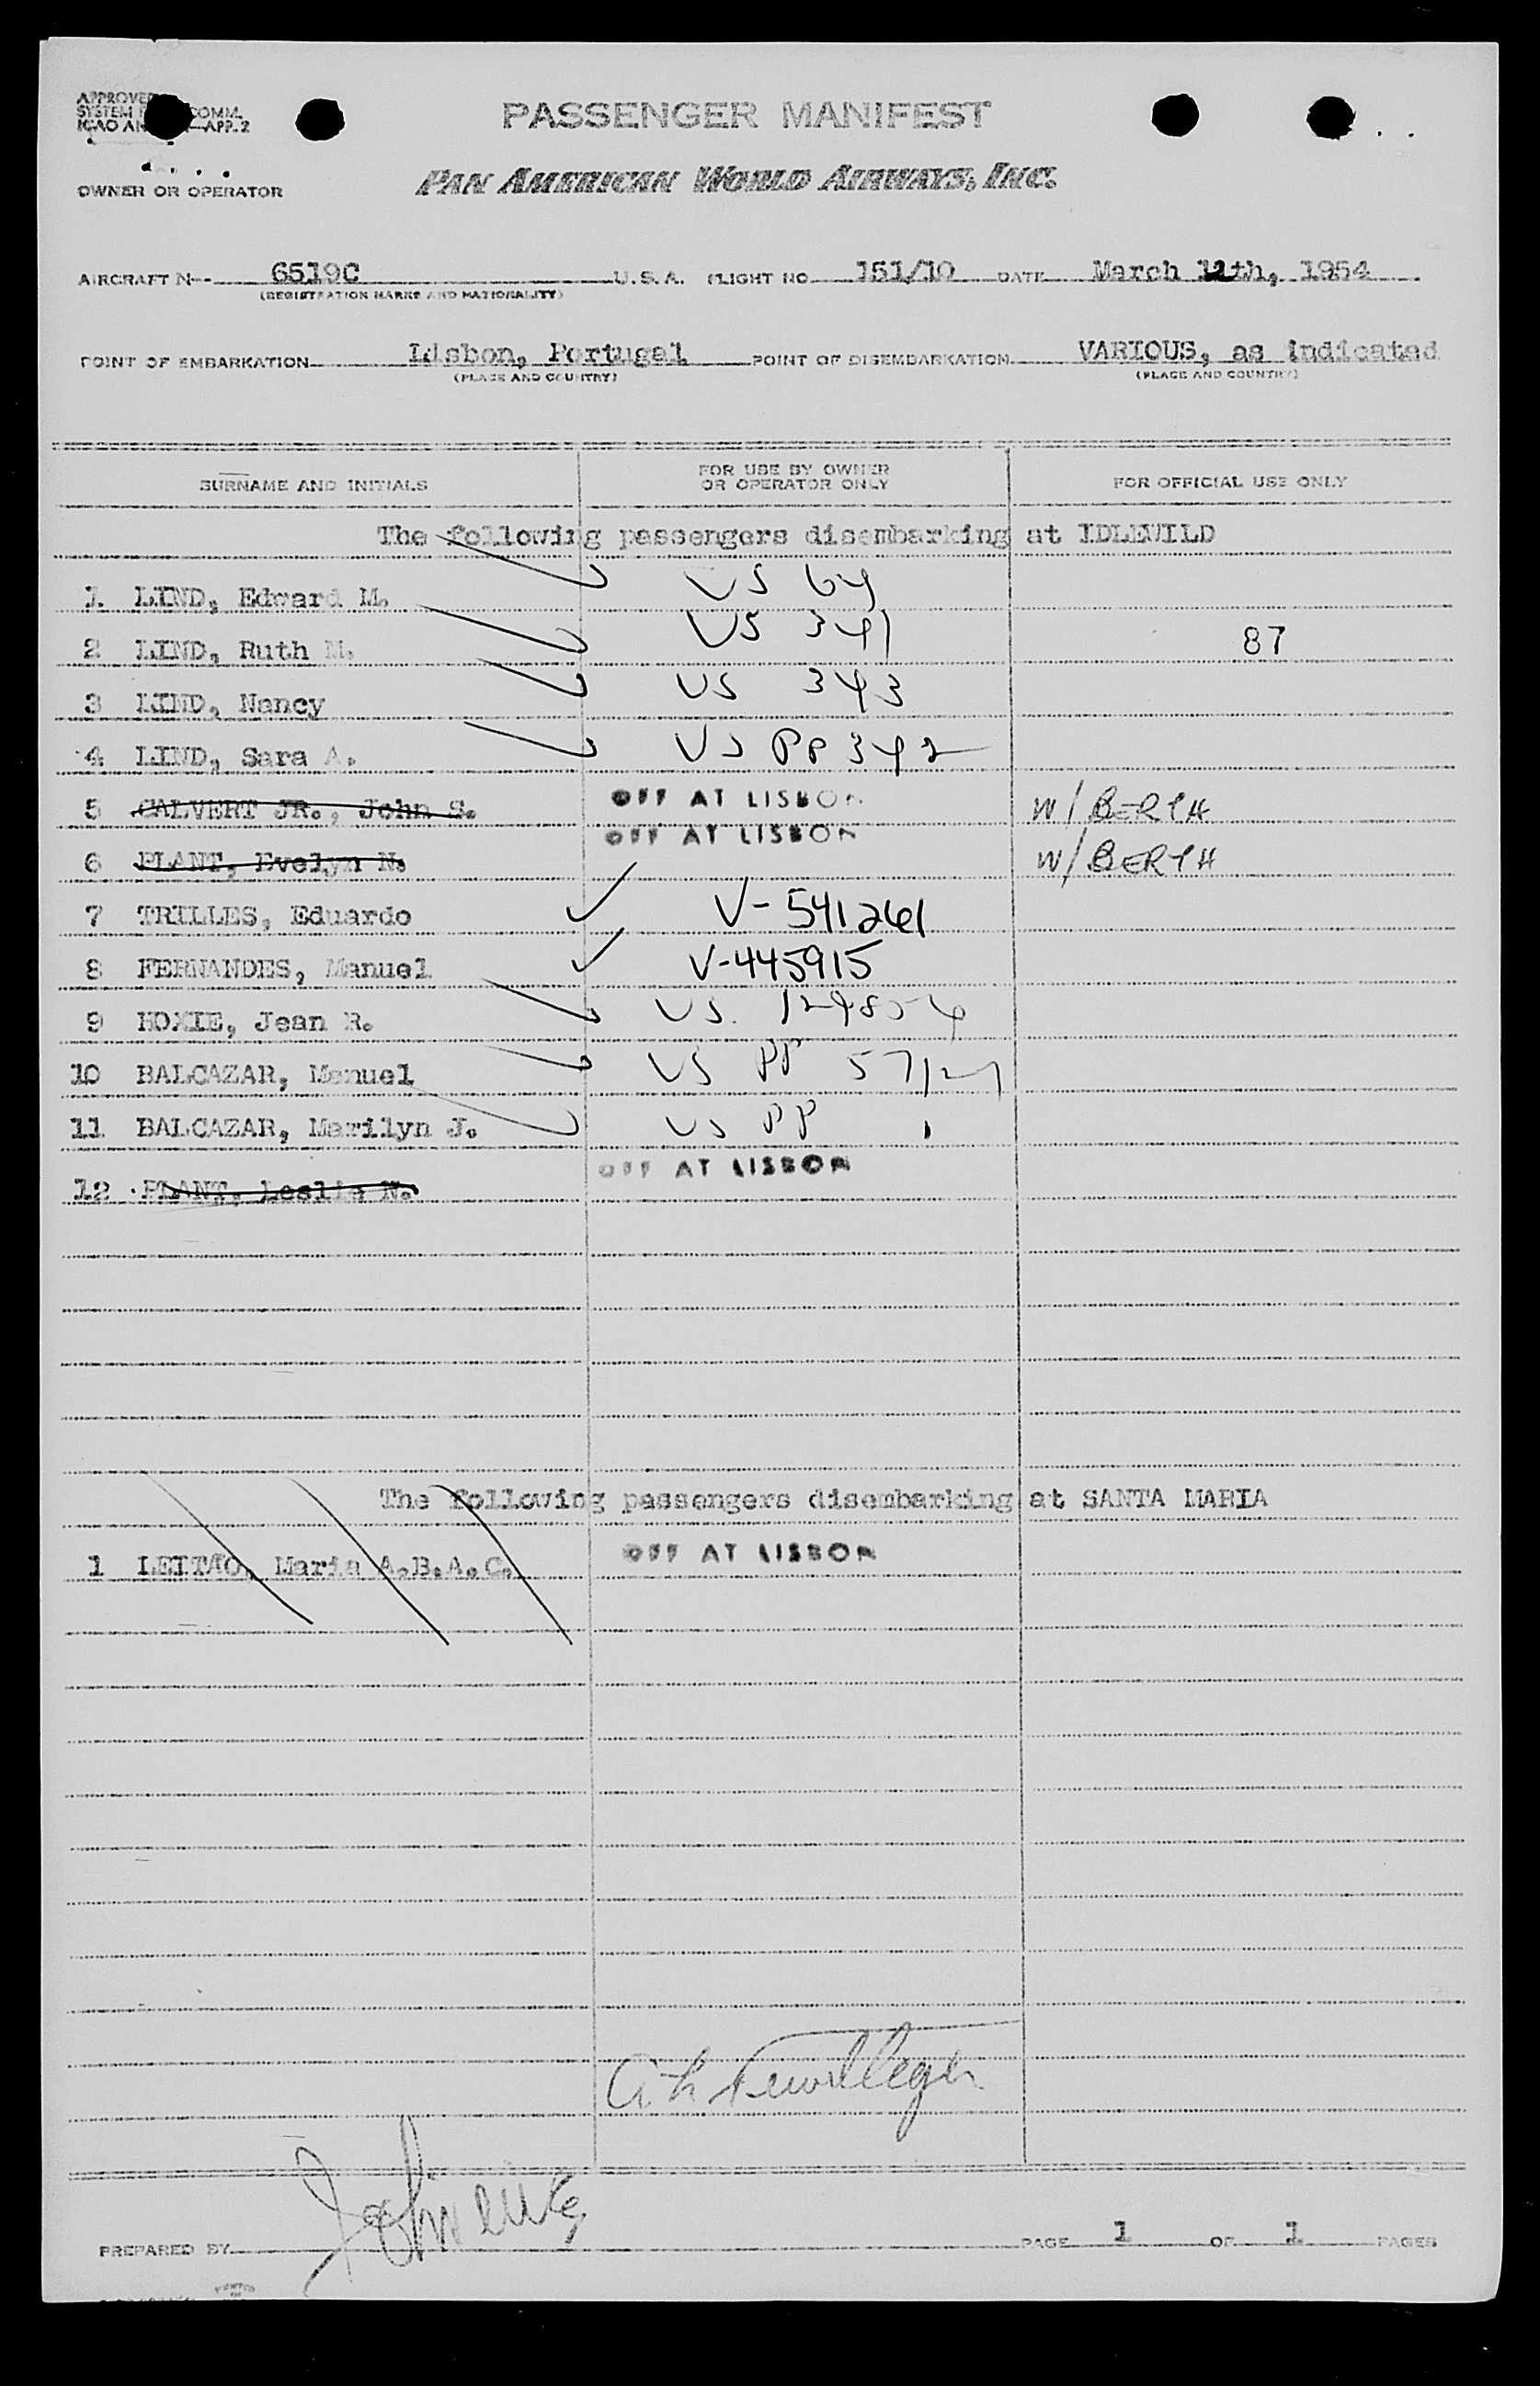 PASSENGER MANIFEST
PAN AMERICAN WORLD AIRWAYS, INC.
OWNER OR OPERATOR
AIRCRAFT N-- 6519C U.S.A. FLIGHT NO. 151/10 DATE March 12th, 1954
(REGISTRATION MARKS AND NATIONALITY)
POINT OF EMBARKATION Lisbon, Portugal POINT OF DISEMBARKATION VARIOUS, as indicated
(PLACE AND COUNTRY) (PLACE AND COUNTRY)
SURNAME AND INITIALS FOR USE BY OWNER OR OPERATOR ONLY FOR OFFICIAL USE ONLY
The following passengers disembarking at IDLEWILD
1 LIND, Edward M. US 64
2 LIND, Ruth M. US 341 87
3 LIND, Nancy US 343
4 LIND, Sara A. US PP 342
5 CALVERT JR., John S. OFF AT LISBON W/BERTH
6 PLANT, Evelyn N. OFF AT LISBON W/BERTH
7 TRILLES, Eduardo V-541261
8 FERNANDES, Manuel V-445915
9 HOXIE, Jean R. US
10 BALCAZAR, Manuel US PP
11 BALCAZAR, Marilyn J. US PP
12 PLANT, Leslie N. OFF AT LISBON
The following passengers disembarking at SANTA MARIA
1 LEITAO, Maria A.B.A.C. OFF AT LISBON
PREPARED BY PAGE 1 OF 1 PAGES